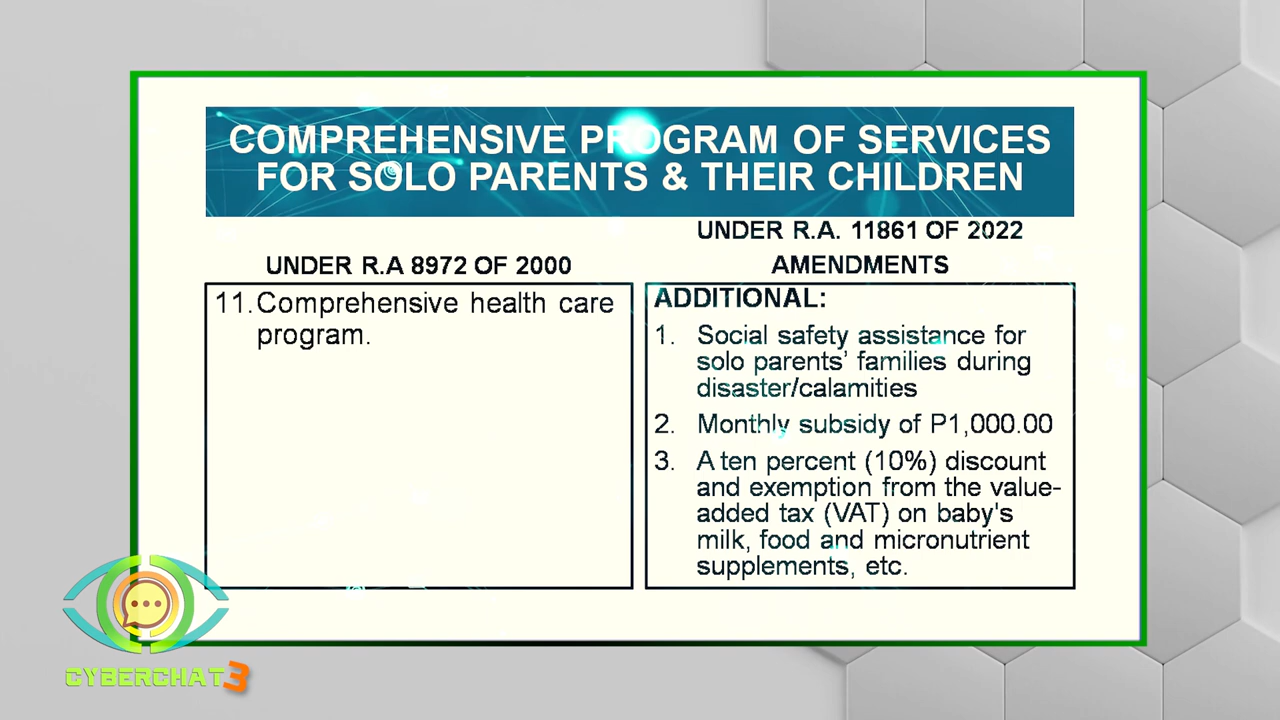 COMPREHENSIVE PROGRAM OF SERVICES
FOR SOLO PARENTS & THEIR CHILDREN
UNDER R.A 8972 OF 2000
11. Comprehensive health care
program.
UNDER R.A. 11861 OF 2022
AMENDMENTS
ADDITIONAL:
1. Social safety assistance for
solo parents’ families during
disaster/calamities
2. Monthly subsidy of P1,000.00
3. A ten percent (10%) discount
and exemption from the value-
added tax (VAT) on baby's
milk, food and micronutrient
supplements, etc.
CYBERCHAT3